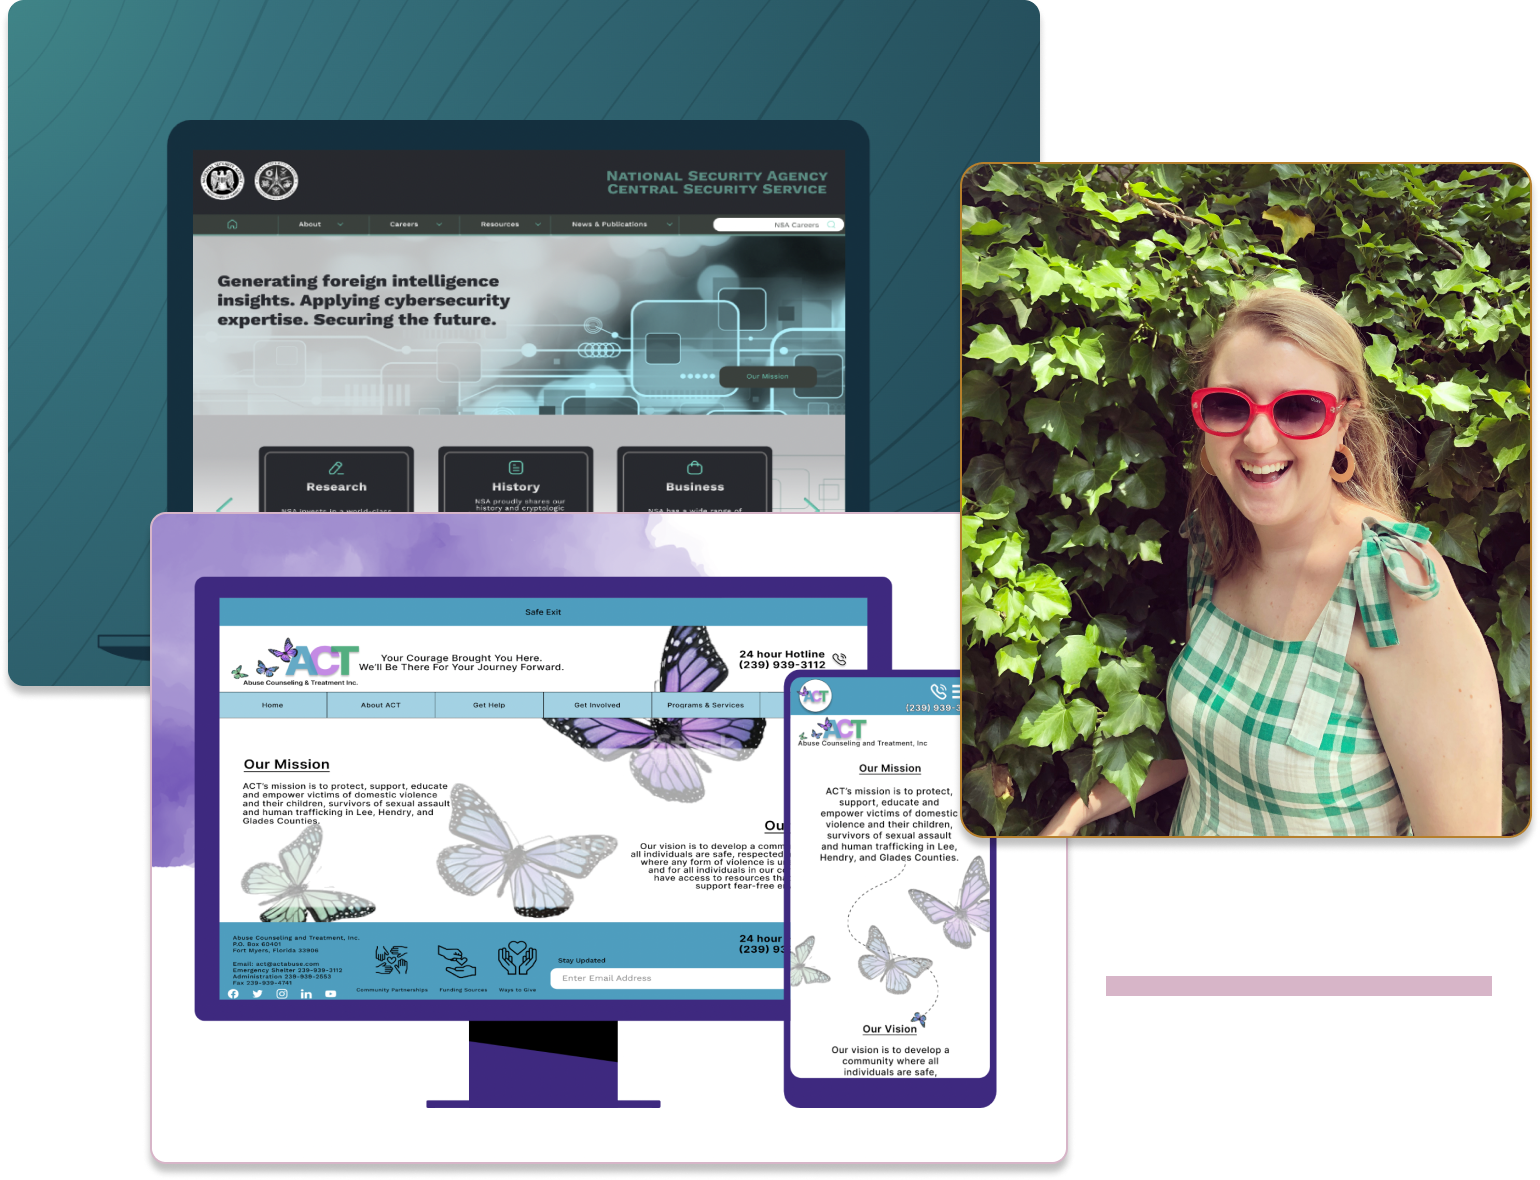 NATIONAL SECURITY AGENCY
CENTRAL SECURITY SERVICE
About
Careers
Resources
News & Publications
NSA Careers
Generating foreign intelligence
insights. Applying cybersecurity
expertise. Securing the future.
Our Mission
Research
NSA invests in a world-class
History
NSA proudly shares our
history and cryptologic
Business
NSA has a wide range of
Safe Exit
ACT
Abuse Counseling & Treatment Inc.
Your Courage Brought You Here.
We'll Be There For Your Journey Forward.
24 hour Hotline
(239) 939-3112
Home
About ACT
Get Help
Get Involved
Programs & Services
Our Mission
ACT's mission is to protect, support, educate
and empower victims of domestic violence
and their children, survivors of sexual assault
and human trafficking in Lee, Hendry, and
Glades Counties.
Ou
Our vision is to develop a comm
all individuals are safe, respected
where any form of violence is u
and for all individuals in our c
have access to resources tha
support fear-free e
Abuse Counseling and Treatment, Inc.
P.O. Box 60401
Fort Myers, Florida 33906
Email: act@actabuse.com
Emergency Shelter 239-939-3112
Administration 239-939-2553
Fax 239-939-4741
Community Partnerships
Funding Sources
Ways to Give
24 hour
(239) 93
Stay Updated
Enter Email Address
ACT
(239) 939-3
ACT
Abuse Counseling and Treatment, Inc
Our Mission
ACT's mission is to protect,
support, educate and
empower victims of domestic
violence and their children,
survivors of sexual assault
and human trafficking in Lee,
Hendry, and Glades Counties.
Our Vision
Our vision is to develop a
community where all
individuals are safe,